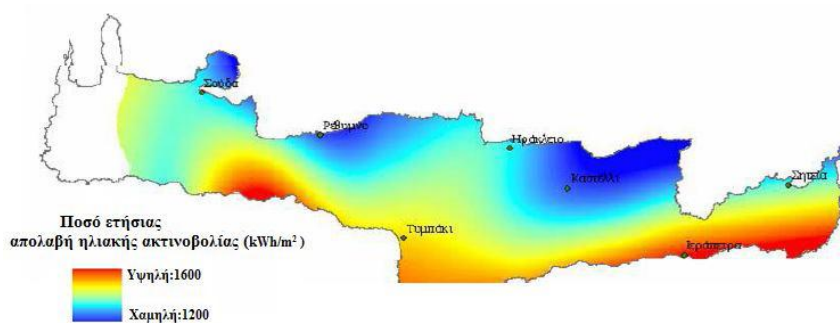 Σούδα
Ρέθυμνο
Ηράκλειο
Καστέλλι
Σητεία
Τυμπάκι
Ιεράπετρα
Ποσό ετήσιας
απολαβή ηλιακής ακτινοβολίας (kWh/m²)
Υψηλή:1600
Χαμηλή:1200